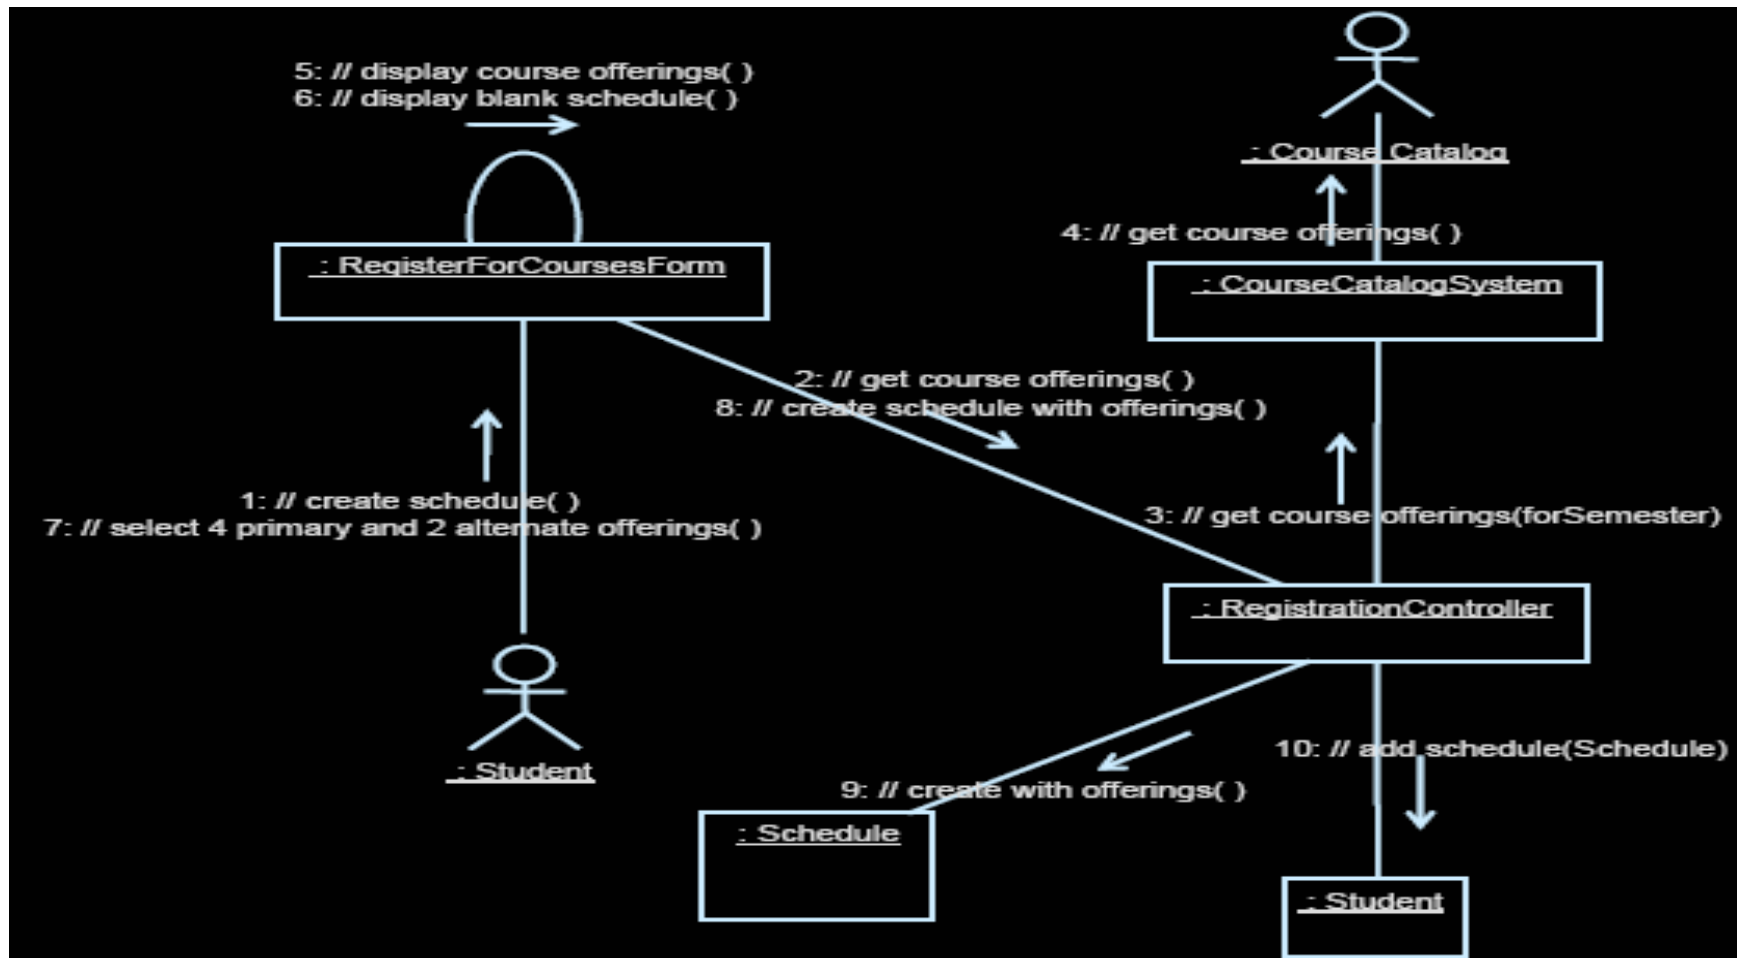 5: // display course offerings( )
6: // display blank schedule( )
: Course Catalog
4: // get course offerings( )
: RegisterForCoursesForm
: CourseCatalogSystem
2: // get course offerings( )
8: // create schedule with offerings( )
1: // create schedule( )
7: // select 4 primary and 2 alternate offerings( )
3: // get course offerings(forSemester)
: RegistrationController
: Student
10: // add schedule(Schedule)
9: // create with offerings( )
: Schedule
: Student